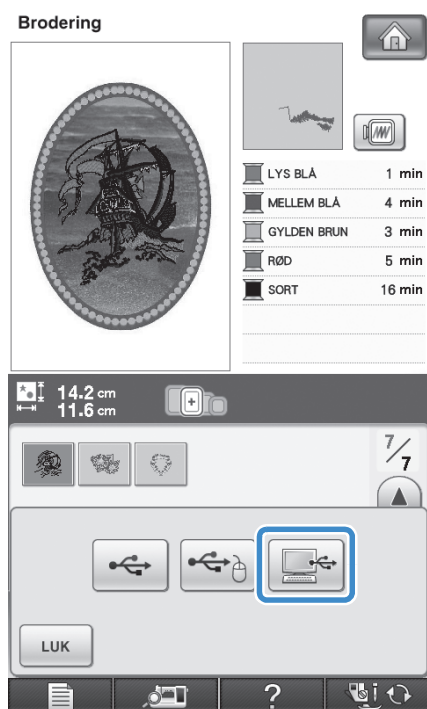 Brodering
LYS BLÅ 1 min
MELLEM BLÅ 4 min
GYLDEN BRUN 3 min
RØD 5 min
SORT 16 min
14.2 cm
11.6 cm
7/7
LUK
?